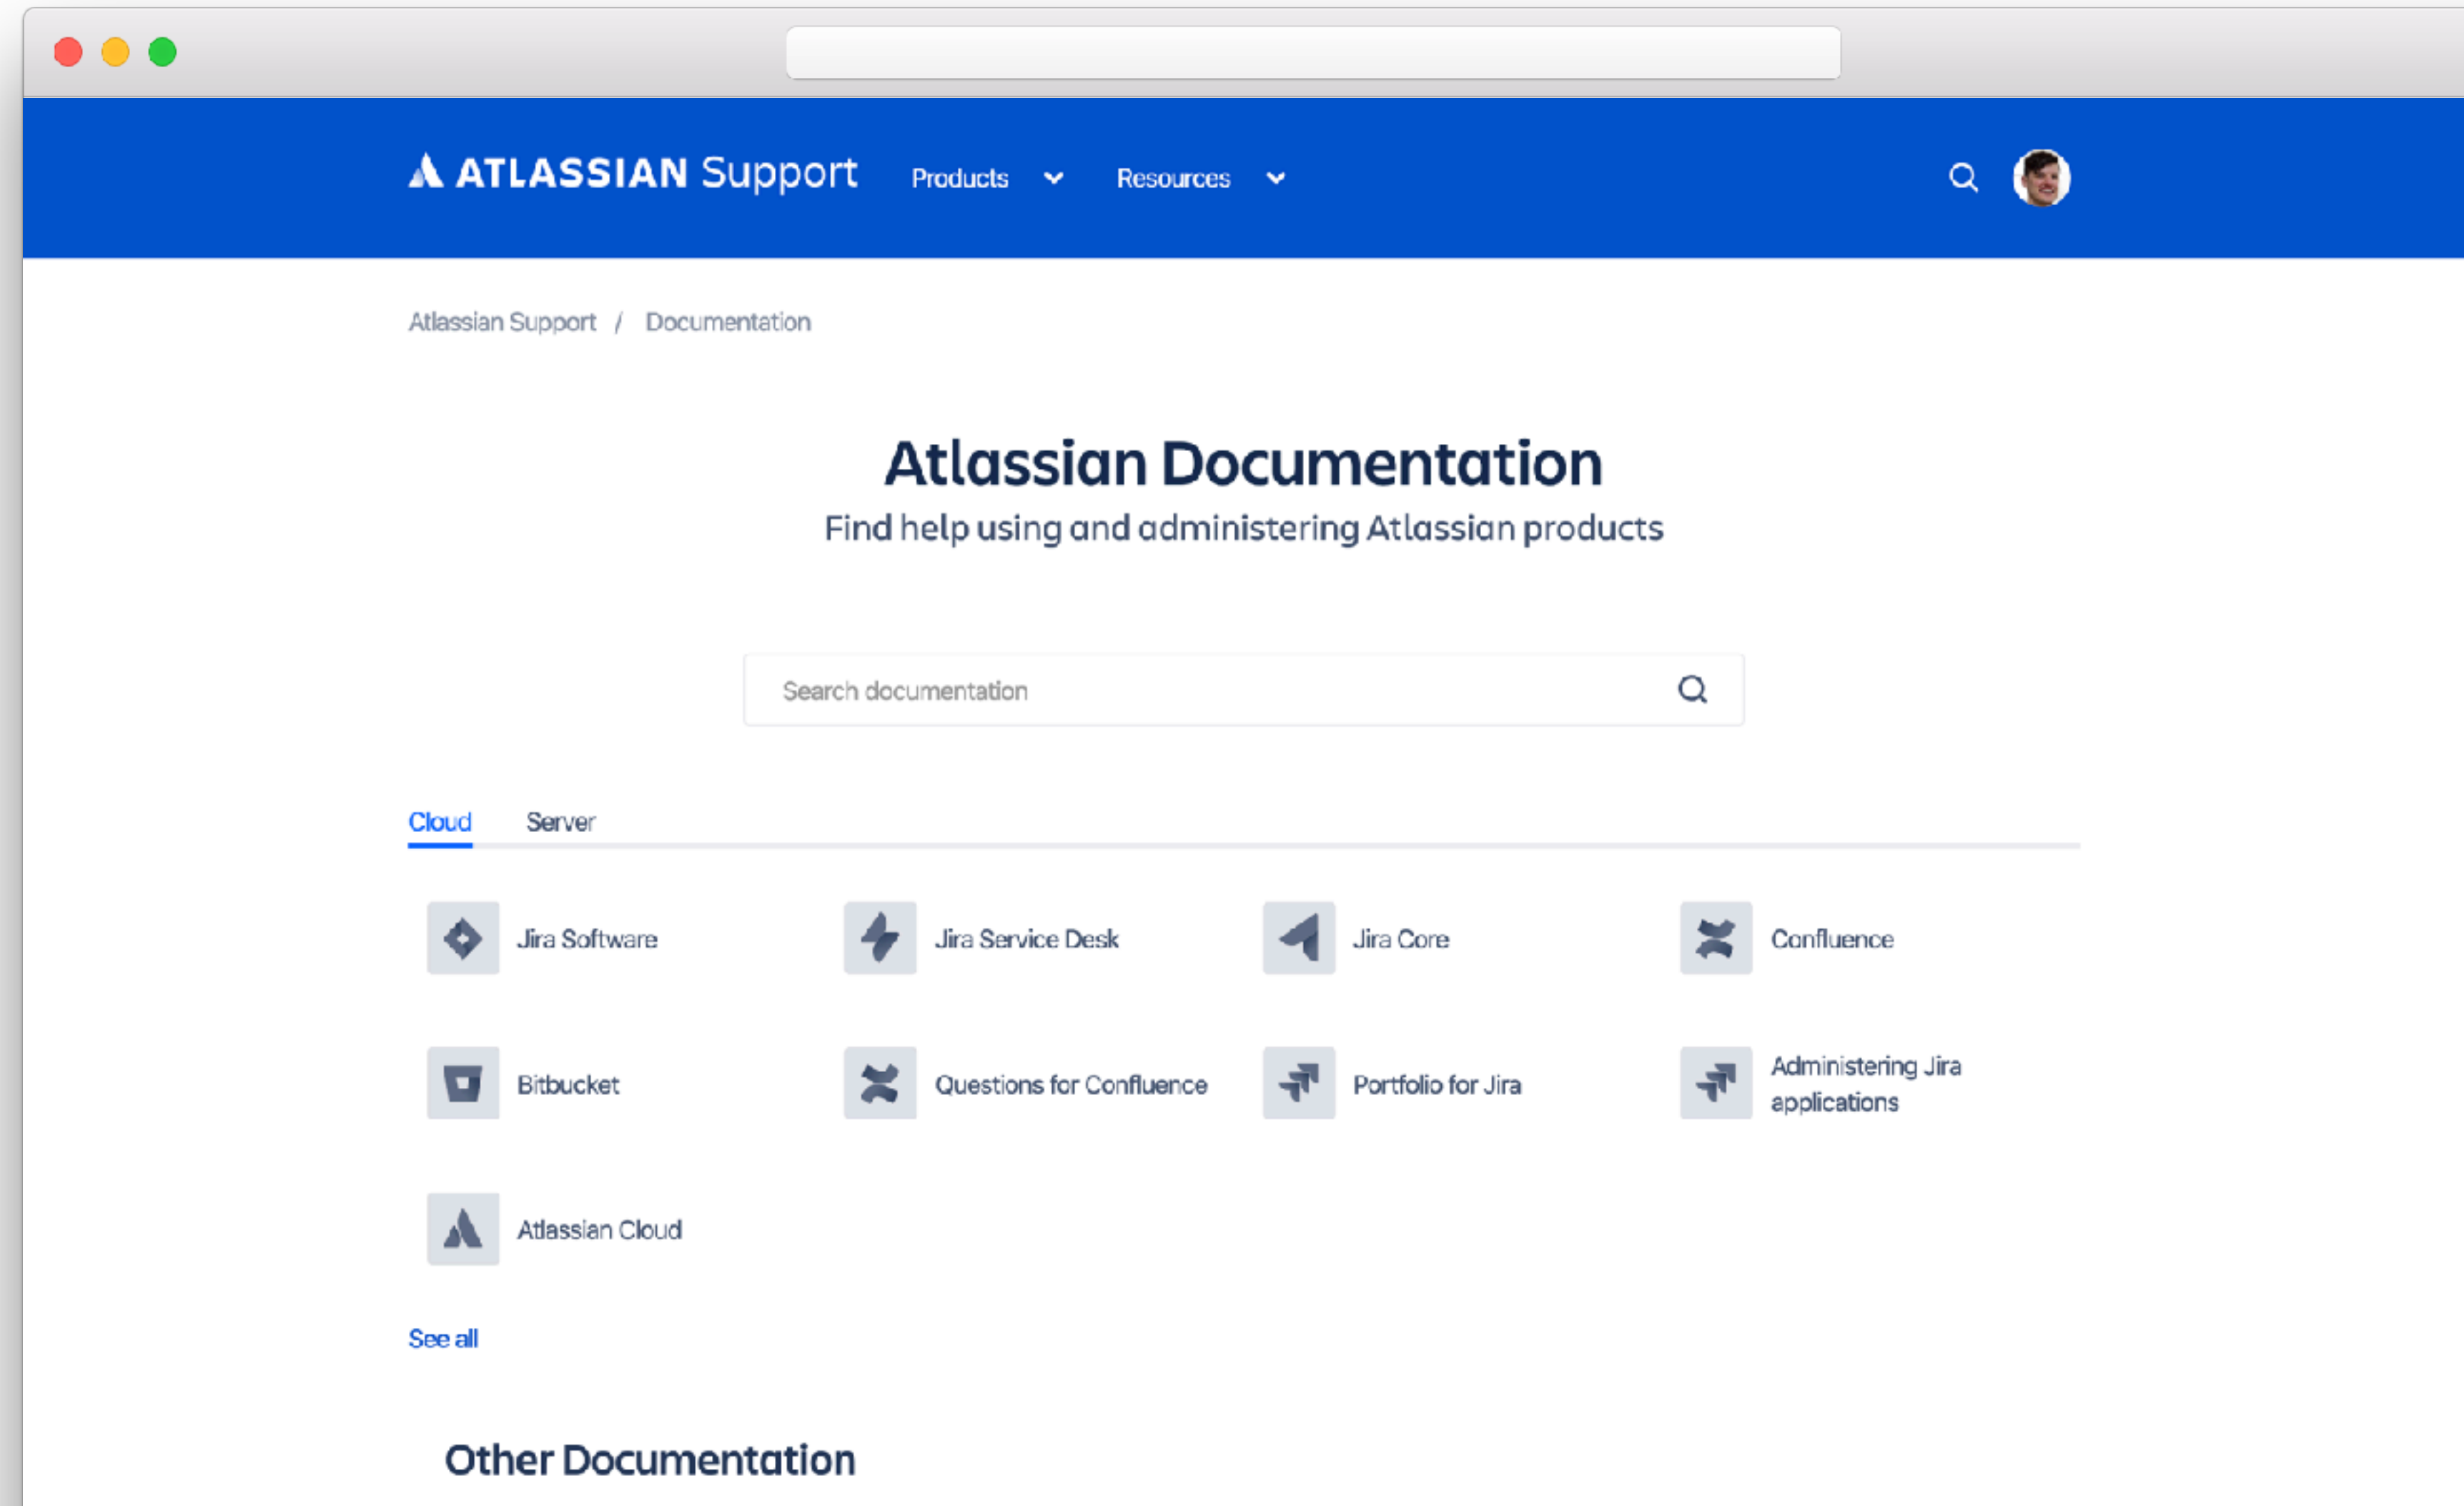 ATLASSIAN Support Products Resources
Atlassian Support / Documentation
Atlassian Documentation
Find help using and administering Atlassian products
Search documentation
Cloud Server
Jira Software Jira Service Desk Jira Core Confluence
Bitbucket Questions for Confluence Portfolio for Jira Administering Jira
applications
Atlassian Cloud
See all
Other Documentation